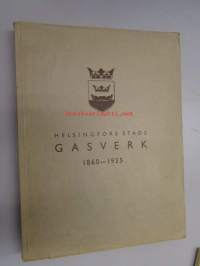 HELSINGFORS STADS
GASVERK
1860—1935